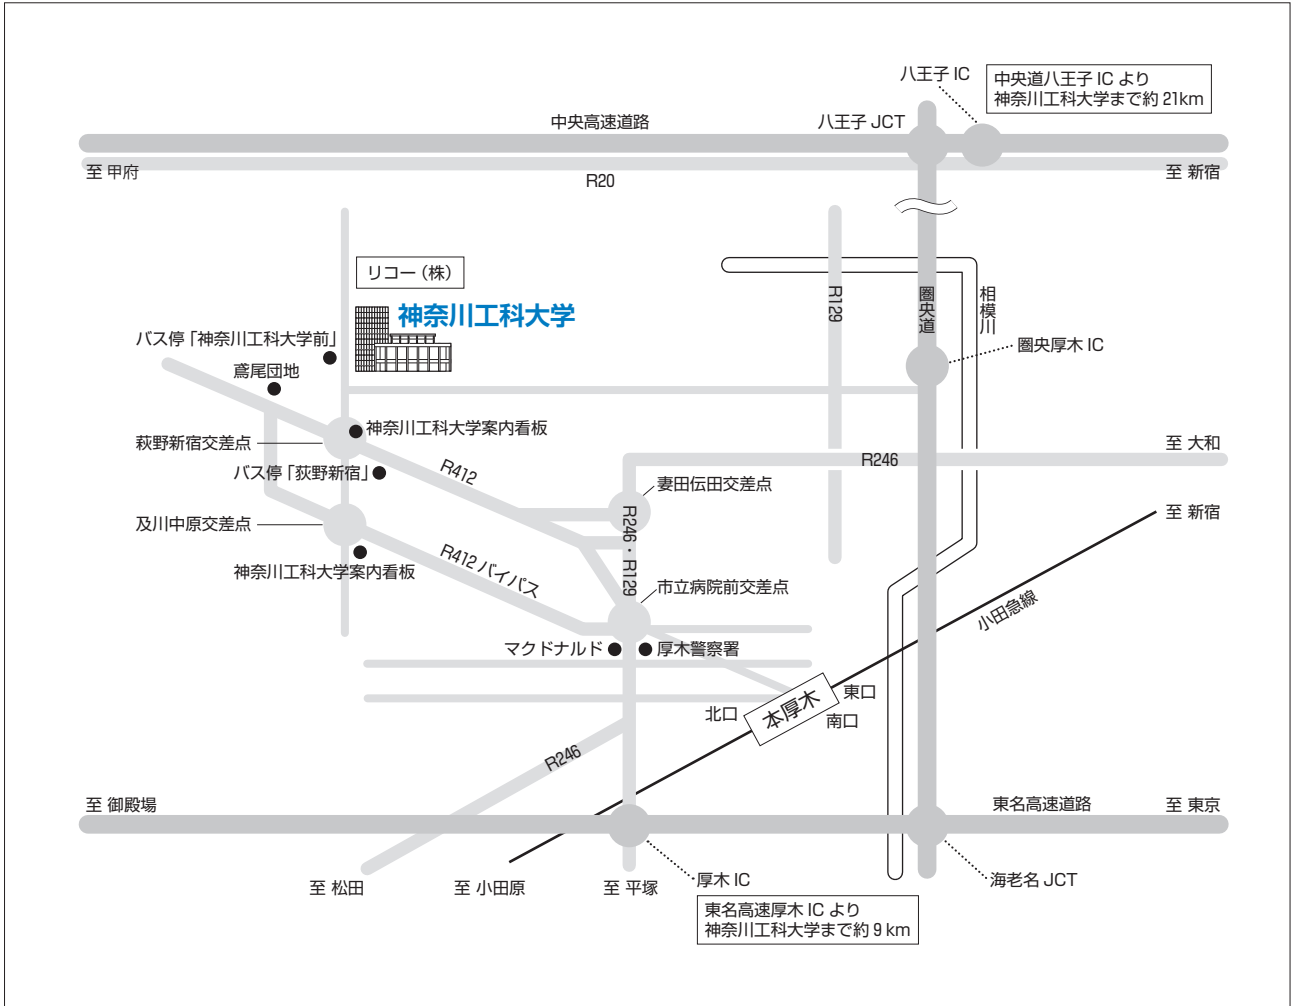 八王子 IC
中央道八王子 IC より
神奈川工科大学まで約 21km
中央高速道路
八王子 JCT
至 甲府
R20
至 新宿
リコー（株）
神奈川工科大学
R129
圏央道
相模川
バス停「神奈川工科大学前」
圏央厚木 IC
鳶尾団地
神奈川工科大学案内看板
萩野新宿交差点
至 大和
R246
R412
バス停「荻野新宿」
妻田伝田交差点
至 新宿
及川中原交差点
R246・R129
神奈川工科大学案内看板
R412 バイパス
市立病院前交差点
小田急線
マクドナルド
厚木警察署
東口
本厚木
北口
南口
R246
至 御殿場
東名高速道路
至 東京
至 松田
至 小田原
至 平塚
厚木 IC
海老名 JCT
東名高速厚木 IC より
神奈川工科大学まで約 9 km